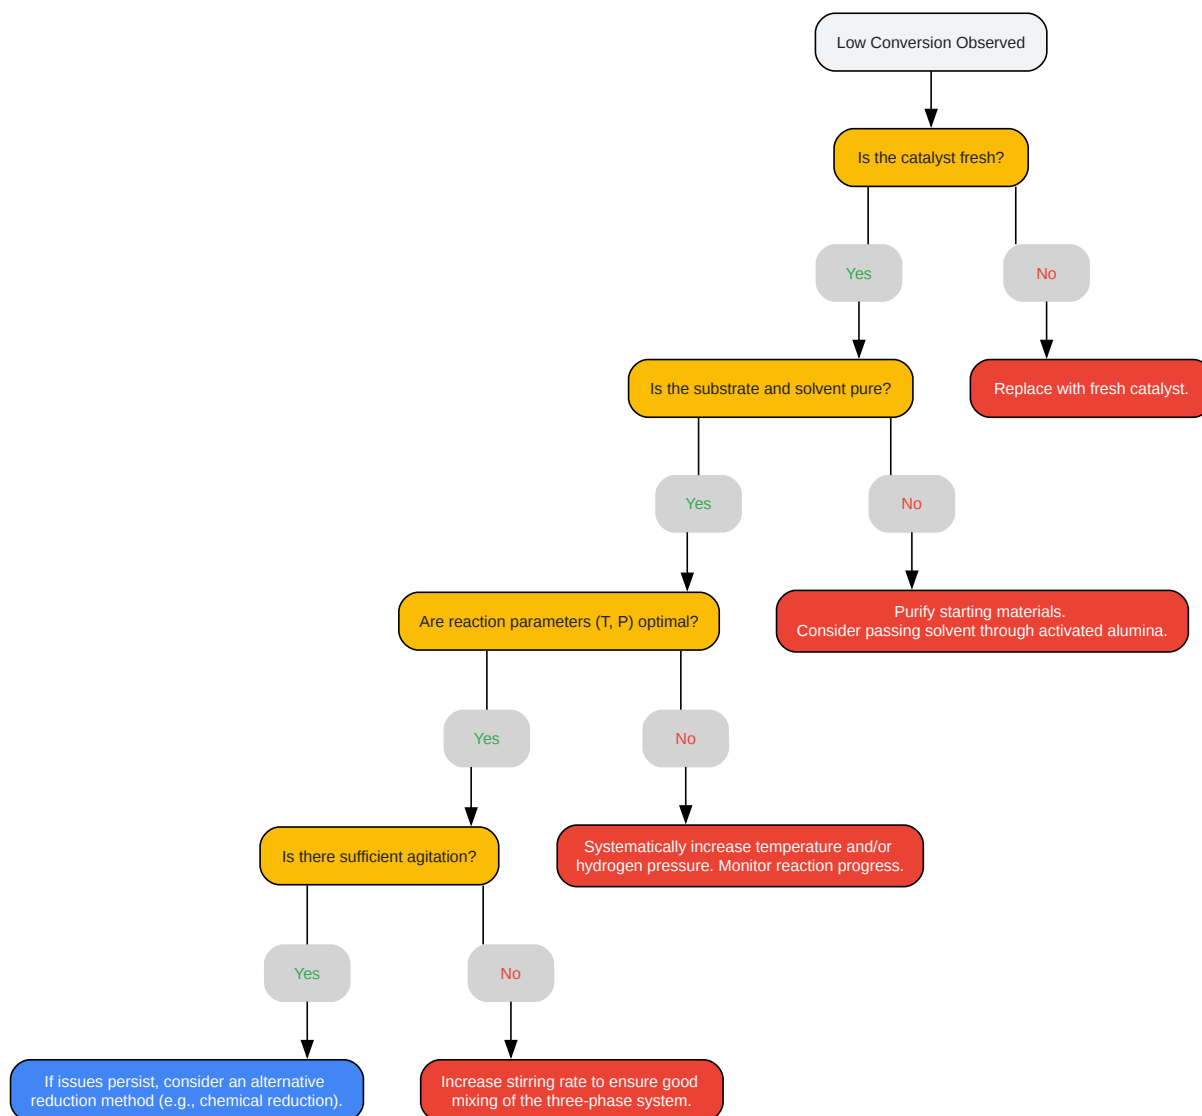 Low Conversion Observed
Is the catalyst fresh?
Yes
No
Is the substrate and solvent pure?
Replace with fresh catalyst.
Yes
No
Are reaction parameters (T, P) optimal?
Purify starting materials.
Consider passing solvent through activated alumina.
Yes
No
Is there sufficient agitation?
Systematically increase temperature and/or
hydrogen pressure. Monitor reaction progress.
Yes
No
If issues persist, consider an alternative
reduction method (e.g., chemical reduction).
Increase stirring rate to ensure good
mixing of the three-phase system.